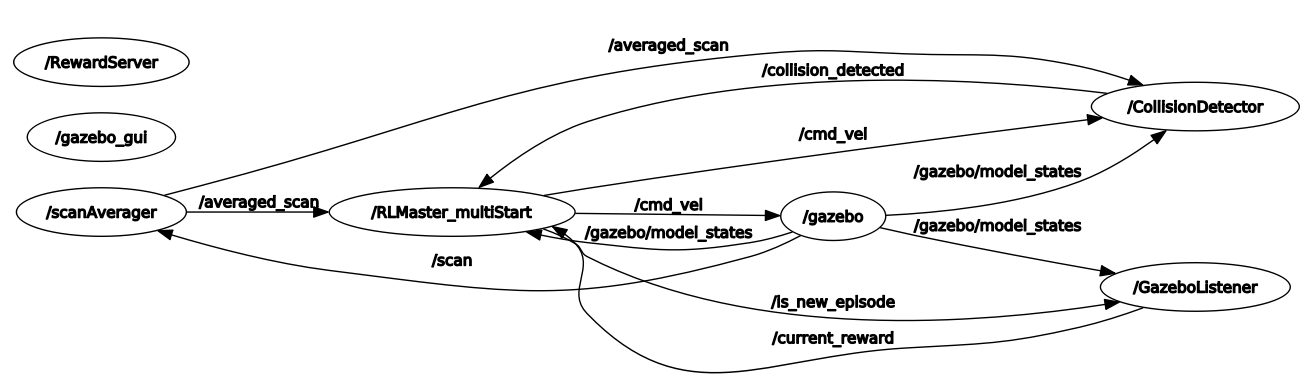 /averaged_scan
/RewardServer
/collision_detected
/CollisionDetector
/cmd_vel
/gazebo_gui
/gazebo/model_states
/averaged_scan
/scanAverager
/RLMaster_multiStart
/cmd_vel
/gazebo
/gazebo/model_states
/gazebo/model_states
/scan
/GazeboListener
/is_new_episode
/current_reward